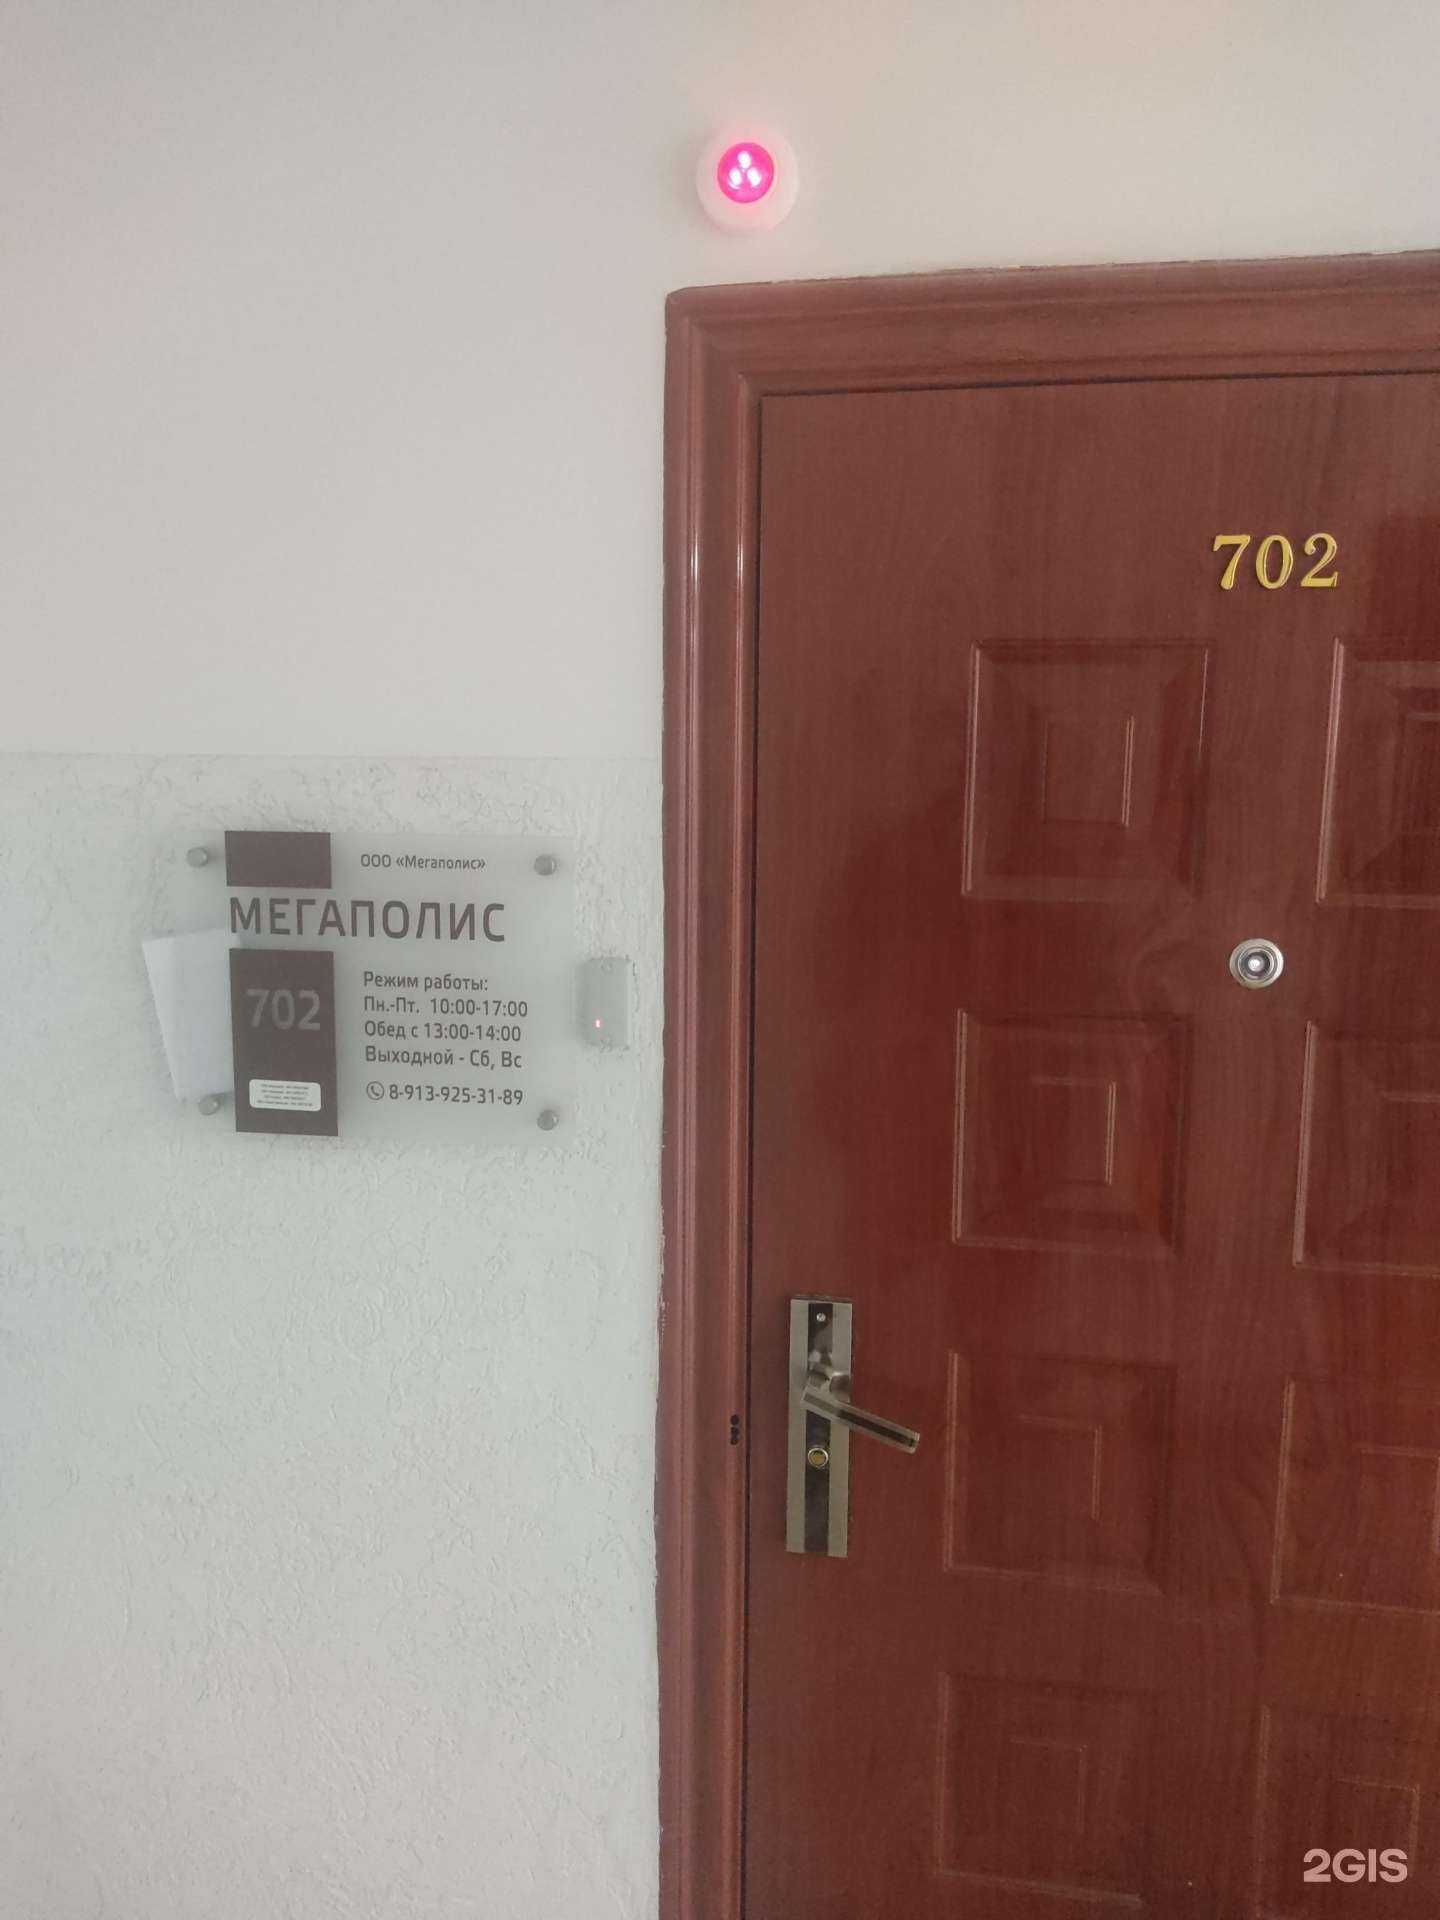 702
ООО «Мегаполис»
МЕГАПОЛИС
702
Режим работы:
Пн.-Пт. 10:00-17:00
Обед с 13:00-14:00
Выходной - Сб, Вс
8-913-925-31-89
2GIS